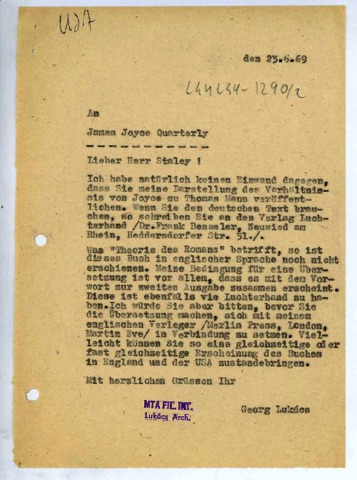 den 23.6.69
LGULGU-1290/2
An
James Joyce Quarterly
Lieber Herr Staley !
Ich habe natürlich keinen Einwand dagagen,
dass Sie meine Darstellung des Verhältnis-
sis von Joyce zu Thomas Mann veröffent-
lichen. Wenn Sie den deutschen Text brau-
chen, so schreiben Sie an den Verlag Luch-
terhand /Dr.Frank Benseler, Neuwied am
Rhein, Heddersdorfer Str. 31./.
Was "Theorie des Romans" betrifft, so ist
dieses Buch in englischer Sprache noch nicht
erschienen. Meine Bedingung für eine Über-
setzung ist vor allem, dass es mit dem Vor-
wort zur zweiten Ausgabe zusammen erscheint.
Diese ist ebenfalls vie Luchterhand zu ha-
ben.Ich würde Sie aber bitten, bevor Sie
die Übersetzung machen, sich mit meinem
englischen Verleger /Merlin Press, London,
Martin Eve/ in Verbindung zu setzen. Viel-
leicht können Sie so eine gleichzeitige oder
fast gleichzeitige Erscheinung des Buches
in England und der USA zustandebringen.
Mit herzlichen Grüssen Ihr
Georg Lukács
MTA FIL. INT.
Lukács Arch.